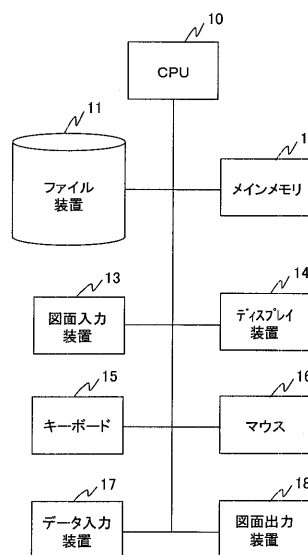 10
CPU
11
ファイル
装置
1
メインメモリ
13
図面入力
装置
14
ディスプレイ
装置
15
キーボード
16
マウス
17
データ入力
装置
18
図面出力
装置